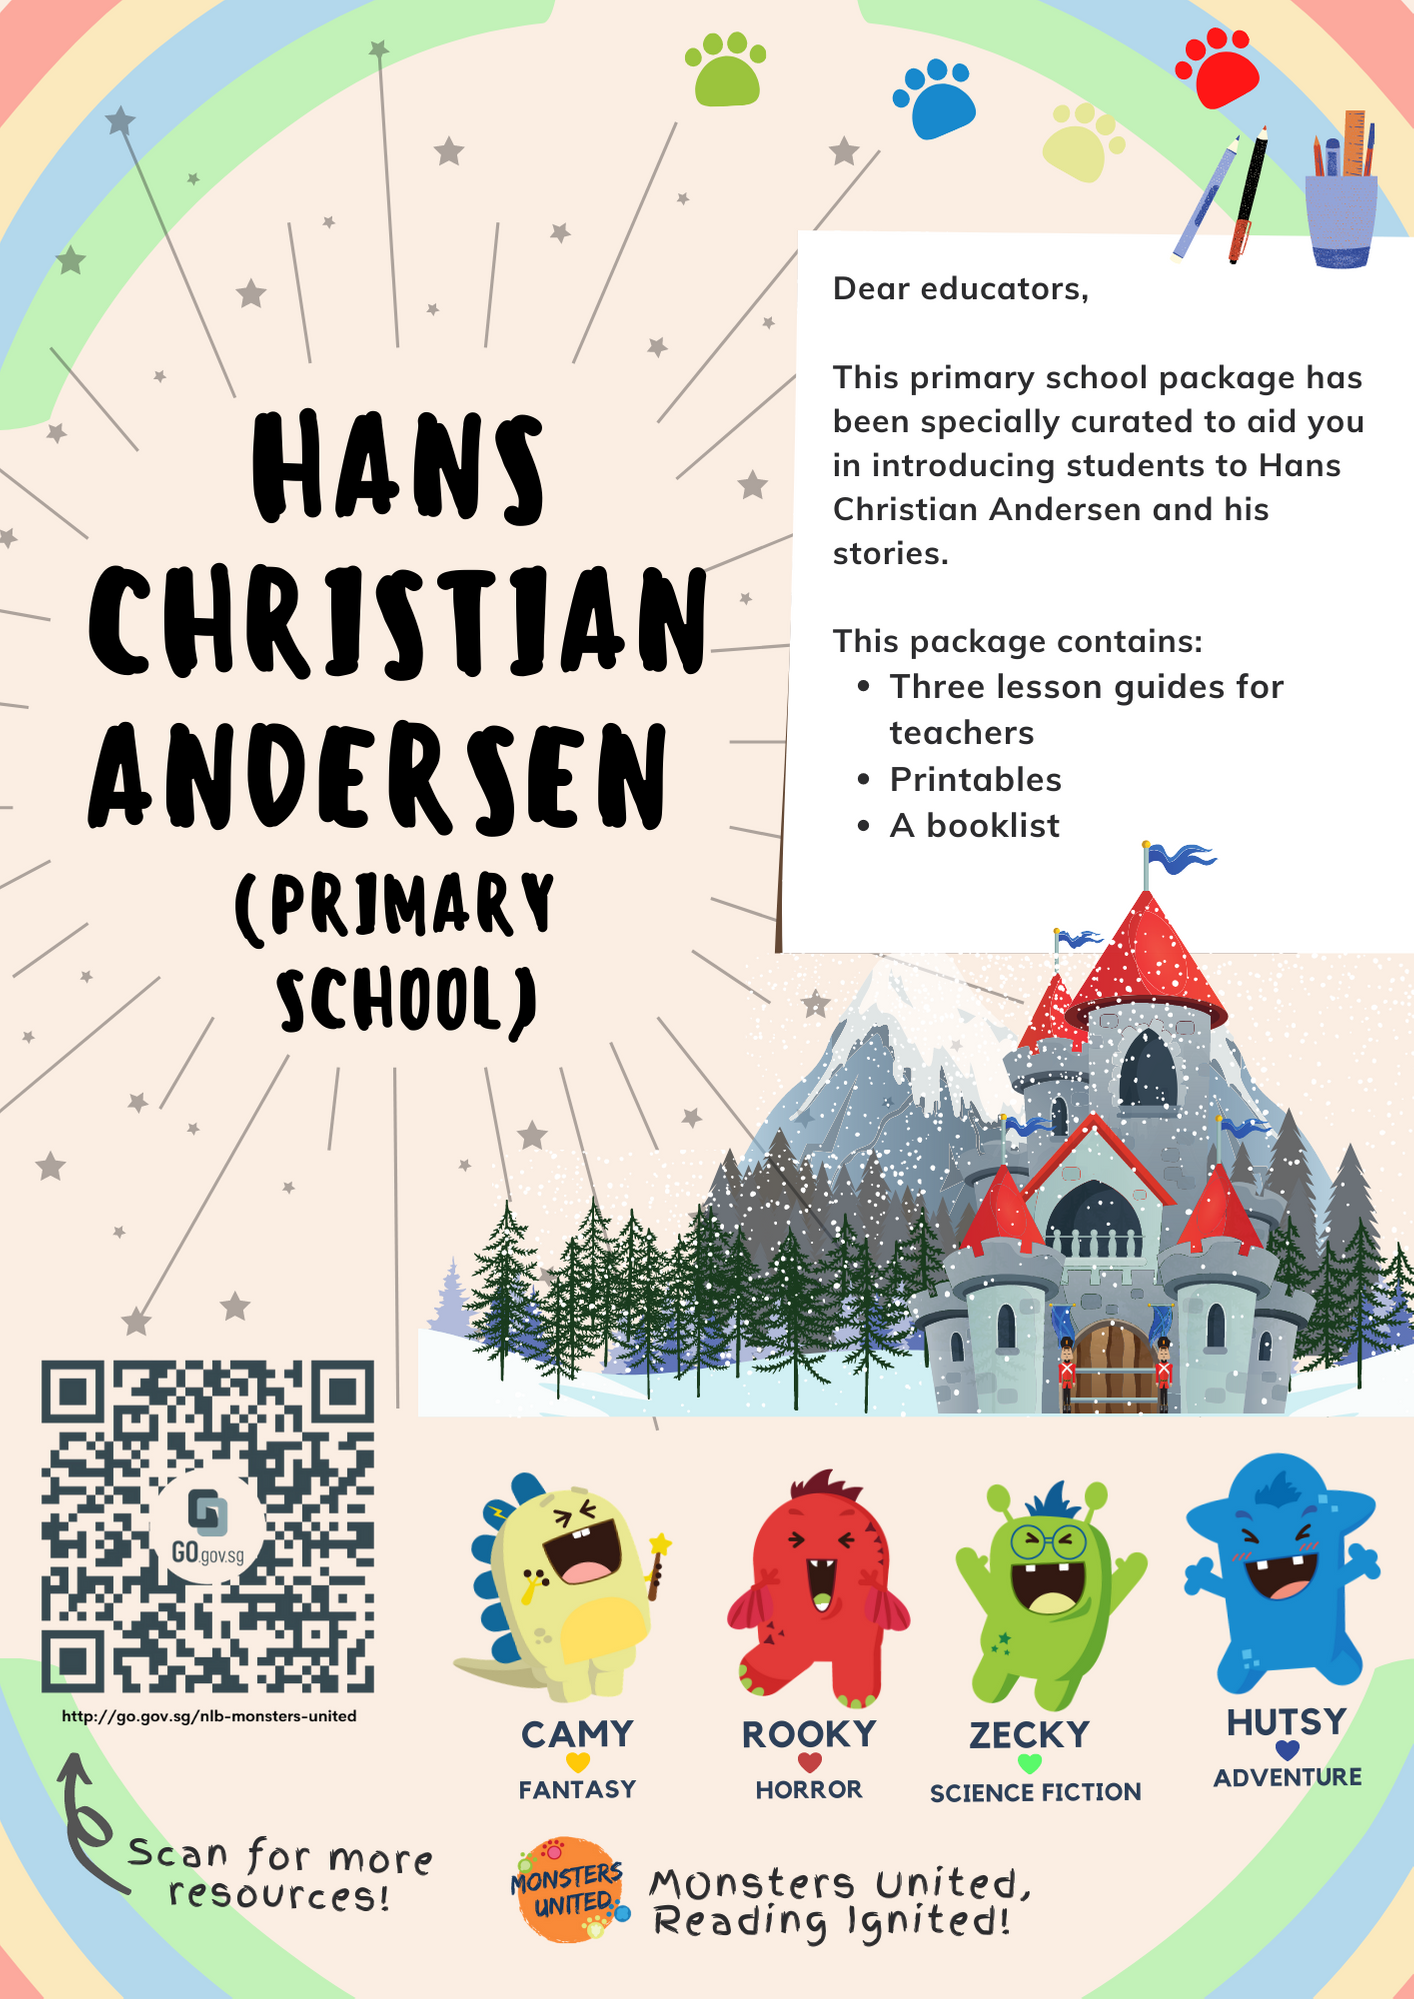 HANS
CHRISTIAN
ANDERSEN
(PRIMARY
SCHOOL)
Dear educators,
This primary school package has
been specially curated to aid you
in introducing students to Hans
Christian Andersen and his
stories.
This package contains:
• Three lesson guides for
teachers
• Printables
• A booklist
GO.gov.sg
http://go.gov.sg/nlb-monsters-united
Scan for more
resources!
CAMY
FANTASY
ROOKY
HORROR
ZECKY
SCIENCE FICTION
HUTSY
ADVENTURE
MONSTERS
UNITED
Monsters United,
Reading Ignited!